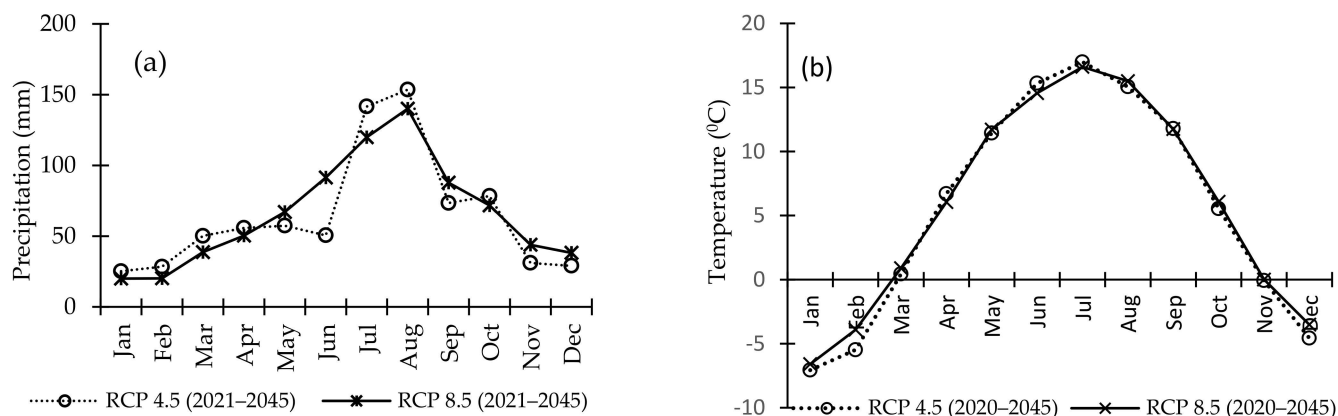 (a)
Precipitation (mm)
200
150
100
50
0
Jan Feb Mar Apr May Jun Jul Aug Sep Oct Nov Dec
RCP 4.5 (2021–2045) RCP 8.5 (2021–2045)
(b)
Temperature (⁰C)
20
15
10
5
0
-5
-10
Jan Feb Mar Apr May Jun Jul Aug Sep Oct Nov Dec
RCP 4.5 (2020–2045) RCP 8.5 (2020–2045)